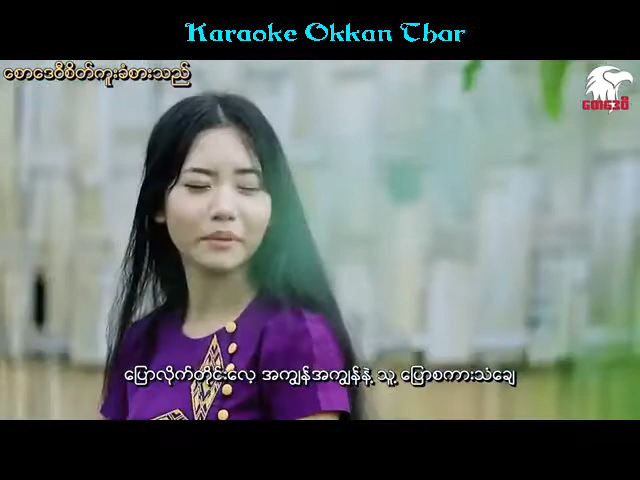 Karaoke Okkan Thar
စောဒေဝီစိတ်ကူးခံစားသည်
တေးဒေဝီ
ပြောလိုက်တိုင်းလေ့ အကျွန်အကျွန်နဲ့ သူ့ ပြောစကားသံချေ